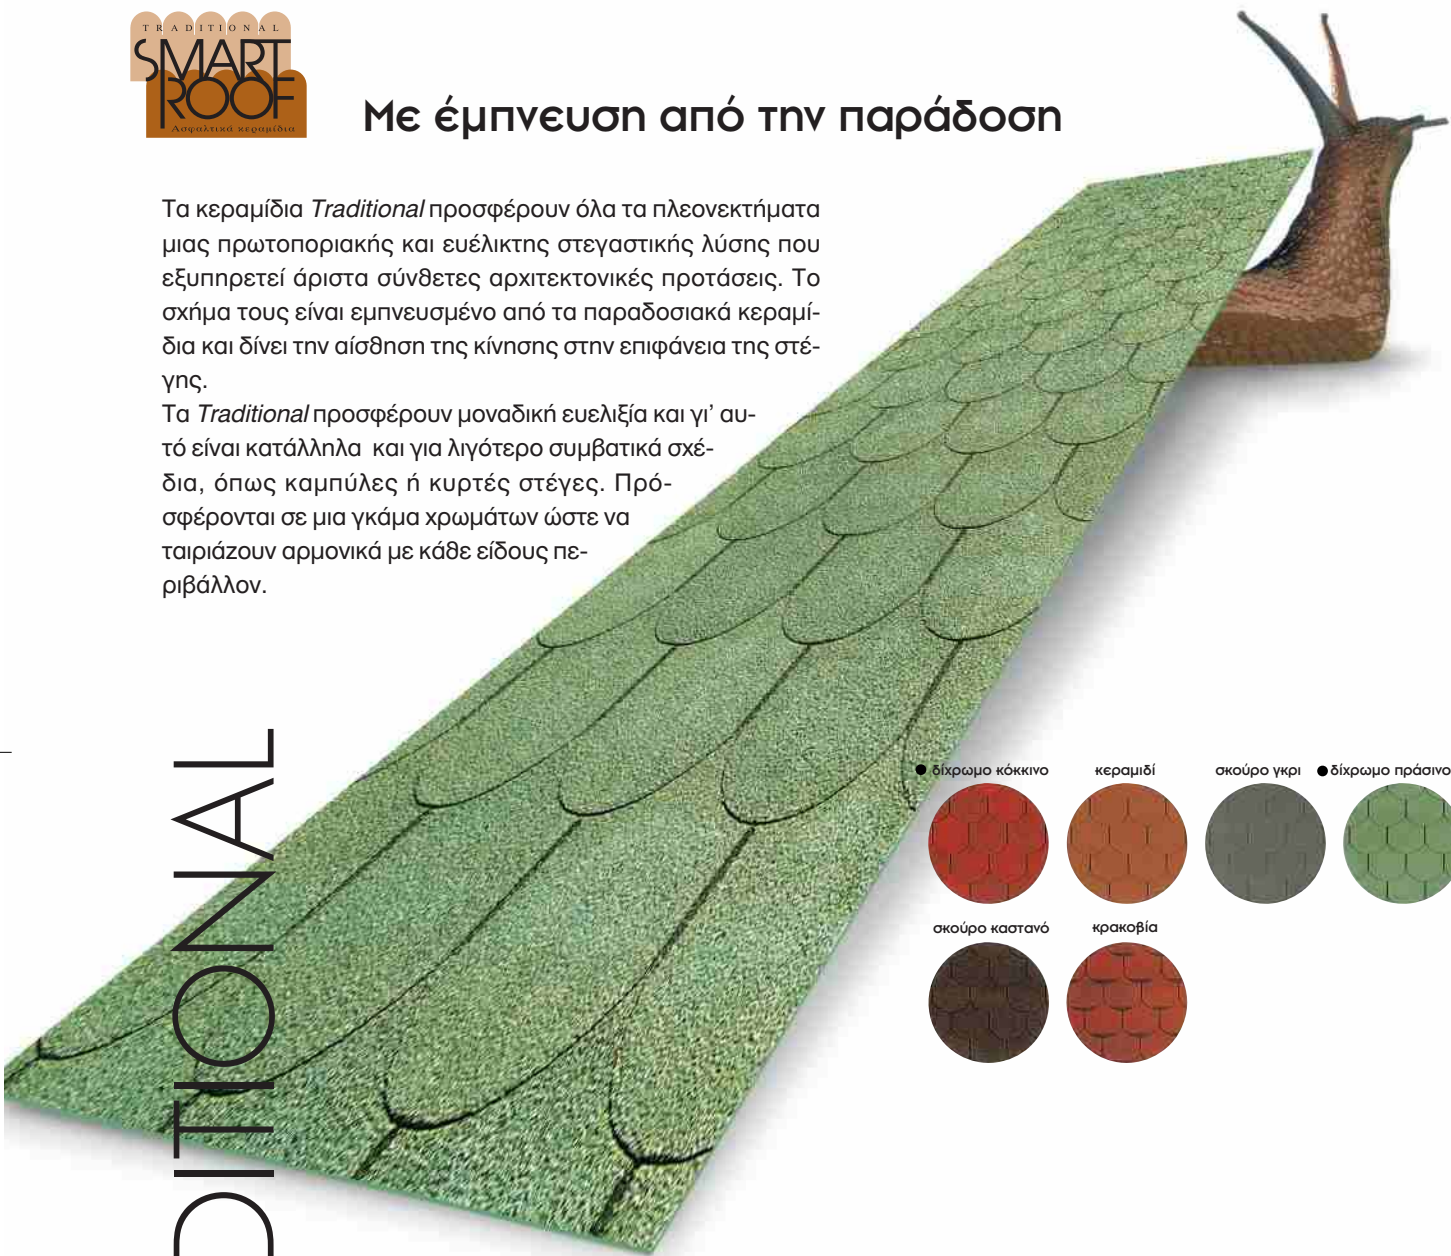 TRADITIONAL
SMART
ROOF
Ασφαλτικά κεραμίδια
Με έμπνευση από την παράδοση
Τα κεραμίδια Traditional προσφέρουν όλα τα πλεονεκτήματα
μιας πρωτοποριακής και ευέλικτης στεγαστικής λύσης που
εξυπηρετεί άριστα σύνθετες αρχιτεκτονικές προτάσεις. Το
σχήμα τους είναι εμπνευσμένο από τα παραδοσιακά κεραμί-
δια και δίνει την αίσθηση της κίνησης στην επιφάνεια της στέ-
γης.
Τα Traditional προσφέρουν μοναδική ευελιξία και γι’ αυ-
τό είναι κατάλληλα και για λιγότερο συμβατικά σχέ-
δια, όπως καμπύλες ή κυρτές στέγες. Πρό-
σφέρονται σε μια γκάμα χρωμάτων ώστε να
ταιριάζουν αρμονικά με κάθε είδους πε-
ριβάλλον.
● δίχρωμο κόκκινο κεραμιδί σκούρο γκρι ● δίχρωμο πράσινο
σκούρο καστανό κρακοβία
DITIONAL